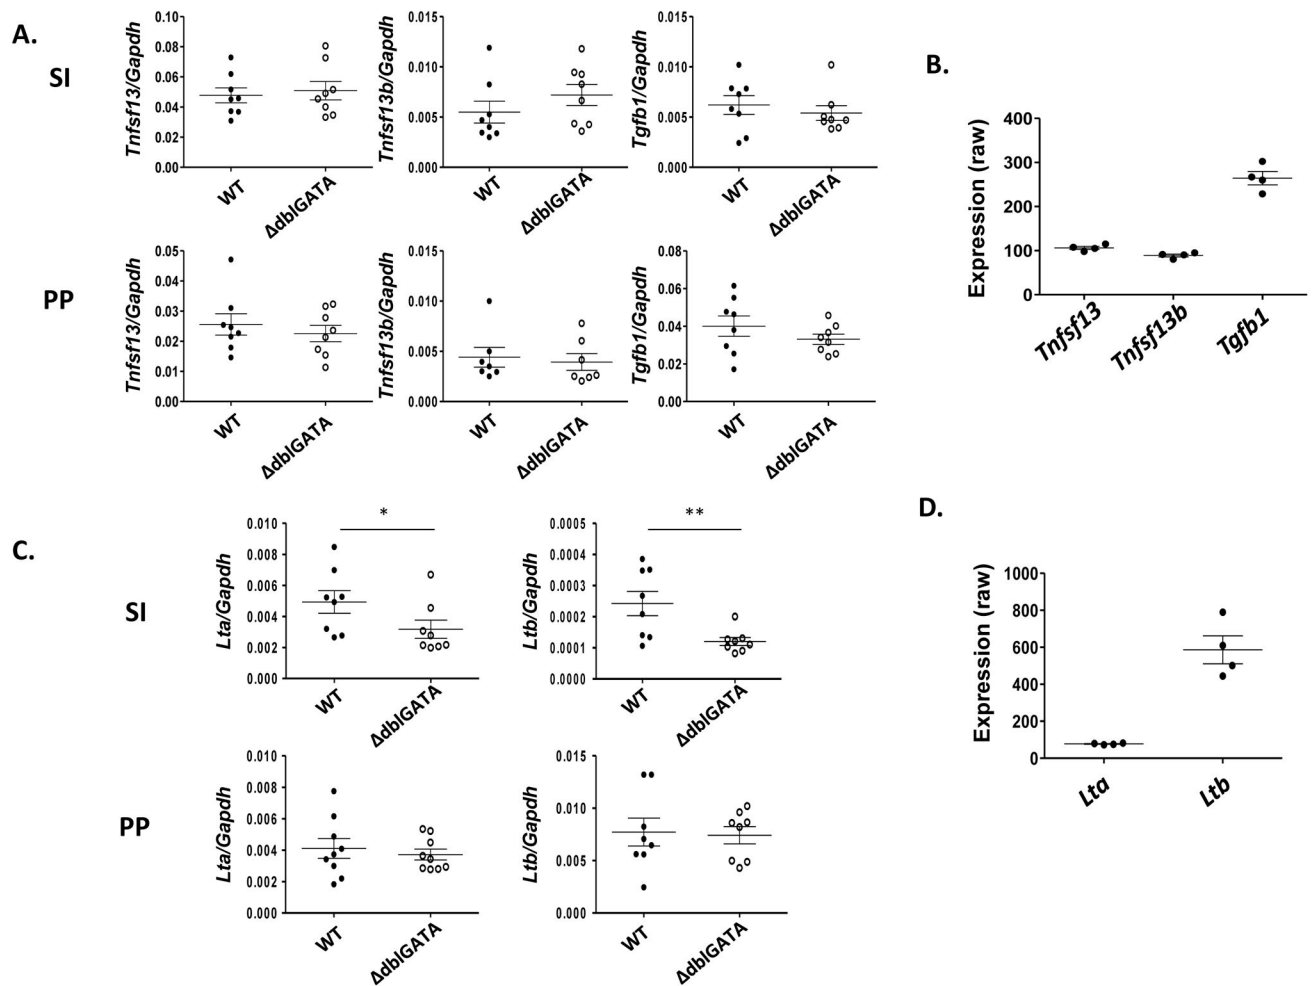 A.
SI
Tnfsf13/Gapdh
0.10
0.08
0.06
0.04
0.02
0.00
WT
ΔdblGATA
Tnfsf13b/Gapdh
0.015
0.010
0.005
0.000
WT
ΔdblGATA
Tgfb1/Gapdh
0.015
0.010
0.005
0.000
WT
ΔdblGATA
PP
Tnfsf13/Gapdh
0.05
0.04
0.03
0.02
0.01
0.00
WT
ΔdblGATA
Tnfsf13b/Gapdh
0.015
0.010
0.005
0.000
WT
ΔdblGATA
Tgfb1/Gapdh
0.08
0.06
0.04
0.02
0.00
WT
ΔdblGATA
B.
Expression (raw)
400
300
200
100
0
Tnfsf13
Tnfsf13b
Tgfb1
C.
SI
Lta/Gapdh
0.010
0.008
0.006
0.004
0.002
0.000
*
WT
ΔdblGATA
Ltb/Gapdh
0.0005
0.0004
0.0003
0.0002
0.0001
0.0000
**
WT
ΔdblGATA
PP
Lta/Gapdh
0.010
0.008
0.006
0.004
0.002
0.000
WT
ΔdblGATA
Ltb/Gapdh
0.015
0.010
0.005
0.000
WT
ΔdblGATA
D.
Expression (raw)
1000
800
600
400
200
0
Lta
Ltb